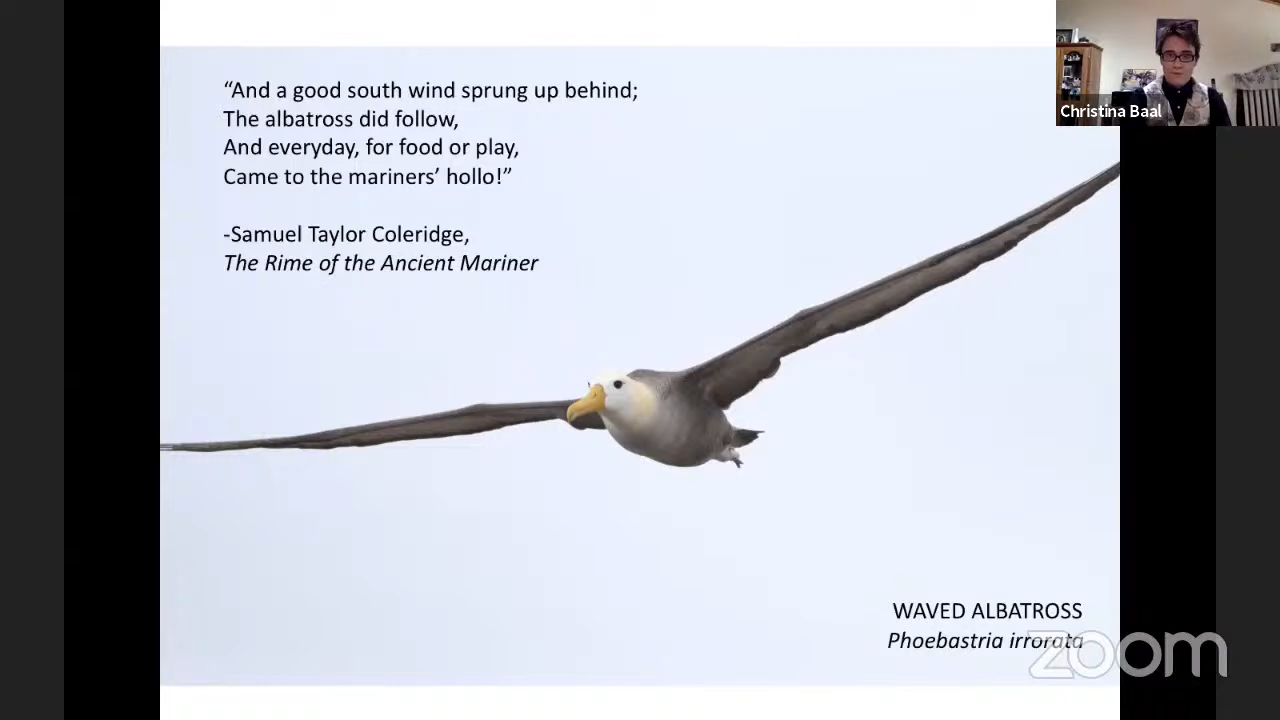 “And a good south wind sprung up behind;
The albatross did follow,
And everyday, for food or play,
Came to the mariners’ hollo!”
-Samuel Taylor Coleridge,
The Rime of the Ancient Mariner
Christina Baal
WAVED ALBATROSS
Phoebastria irrorata
zoom